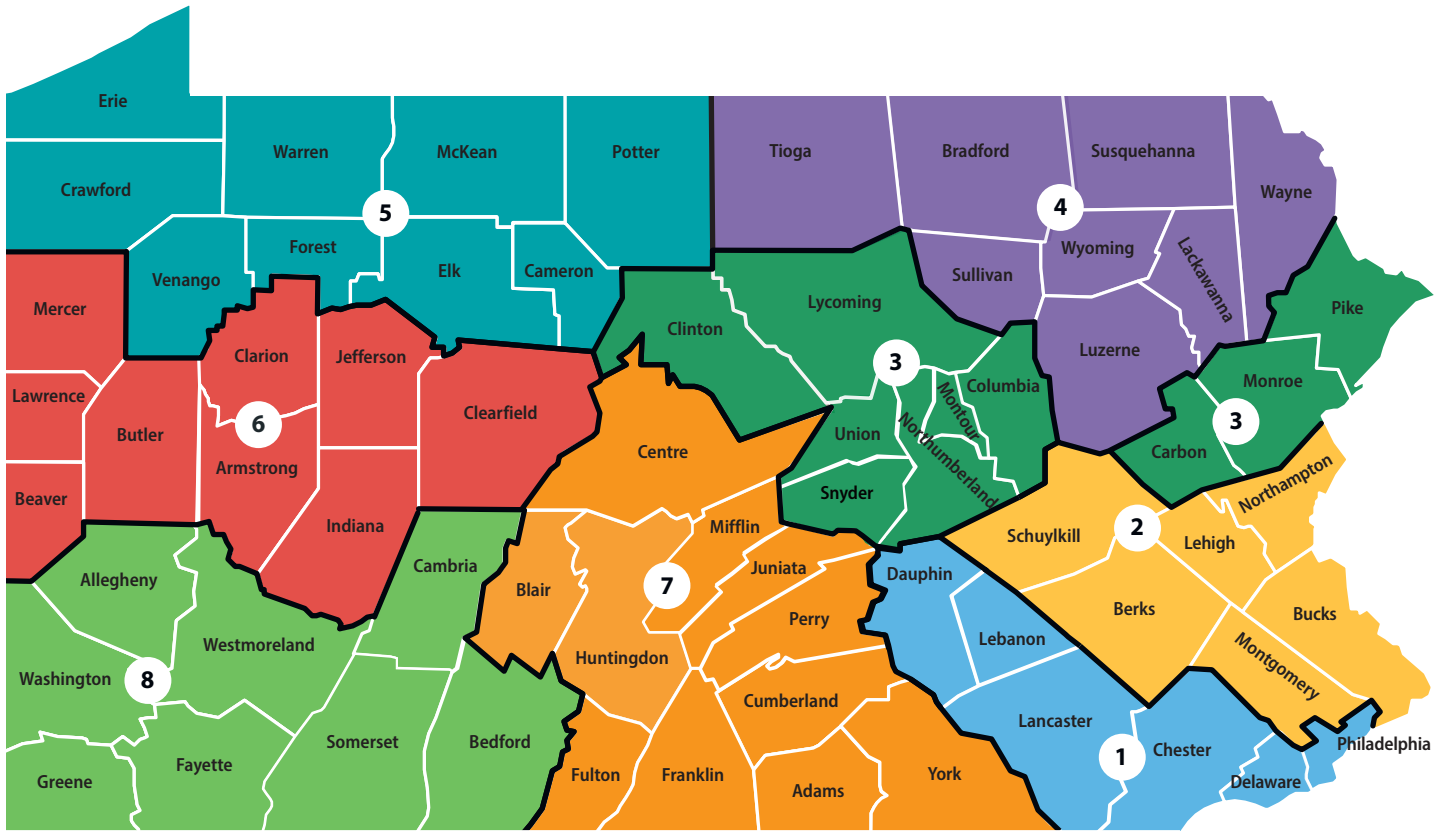 Erie
Warren
McKean
Potter
Tioga
Bradford
Susquehanna
Wayne
Crawford
5
4
Forest
Elk
Cameron
Venango
Sullivan
Wyoming
Lackawanna
Pike
Mercer
Clarion
Jefferson
Clinton
Lycoming
Luzerne
Monroe
Lawrence
Butler
6
Armstrong
Clearfield
3
Columbia
Montour
Northumberland
Union
Snyder
Carbon
3
Centre
Beaver
Indiana
Mifflin
Schuylkill
2
Lehigh
Northampton
Allegheny
Cambria
Blair
7
Juniata
Dauphin
Berks
Bucks
Westmoreland
Huntingdon
Perry
Lebanon
Montgomery
Washington
8
Somerset
Bedford
Cumberland
Lancaster
1
Chester
Philadelphia
Greene
Fayette
Fulton
Franklin
Adams
York
Delaware